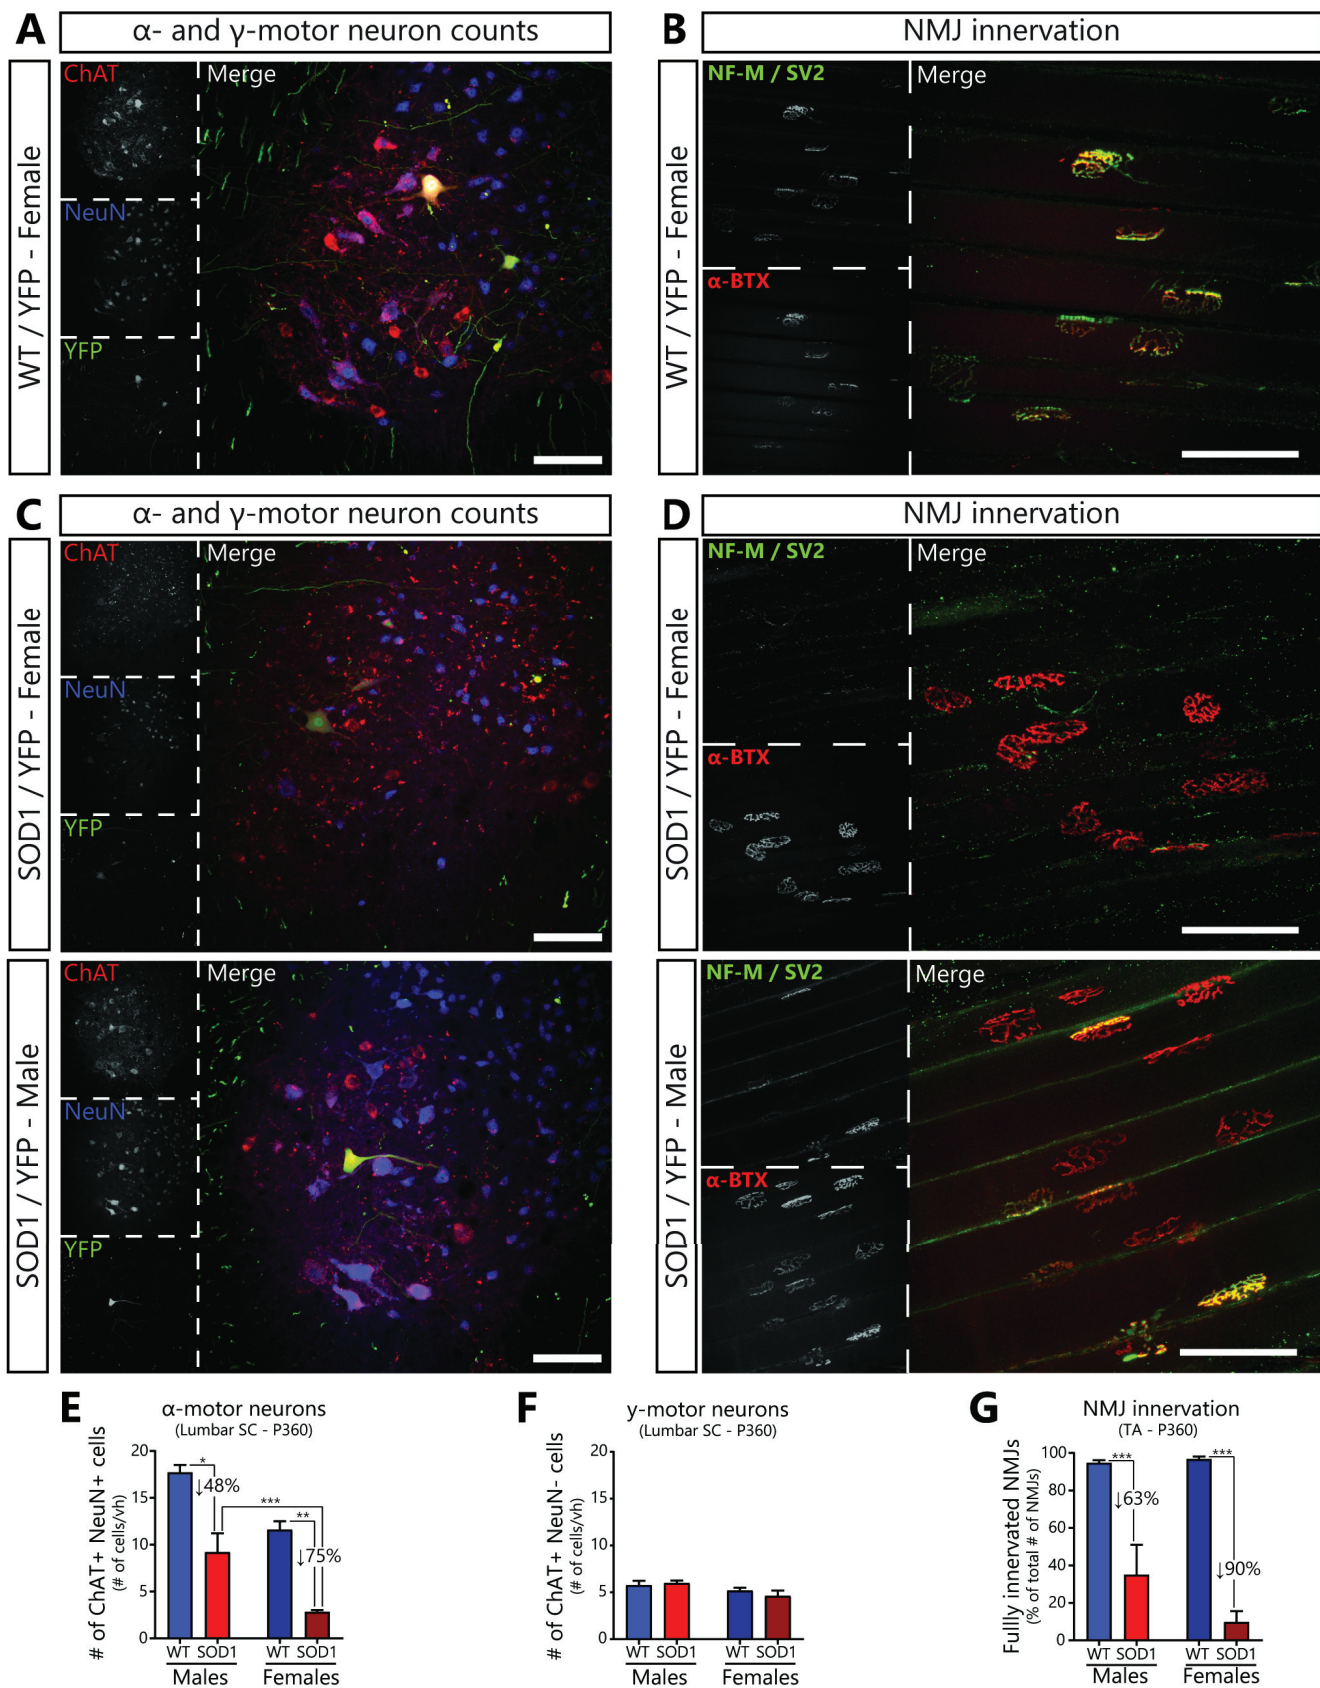 A
α- and γ-motor neuron counts
WT / YFP - Female
ChAT
Merge
NeuN
YFP
B
NMJ innervation
WT / YFP - Female
NF-M / SV2
Merge
α-BTX
C
α- and γ-motor neuron counts
SOD1 / YFP - Female
ChAT
Merge
NeuN
YFP
SOD1 / YFP - Male
ChAT
Merge
NeuN
YFP
D
NMJ innervation
SOD1 / YFP - Female
NF-M / SV2
Merge
α-BTX
SOD1 / YFP - Male
NF-M / SV2
Merge
α-BTX
E
α-motor neurons
(Lumbar SC - P360)
# of ChAT+ NeuN+ cells
(# of cells/vh)
20
15
10
5
0
*
↓48%
***
**
↓75%
WT SOD1 WT SOD1
Males Females
F
y-motor neurons
(Lumbar SC - P360)
# of ChAT+ NeuN- cells
(# of cells/vh)
20
15
10
5
0
WT SOD1 WT SOD1
Males Females
G
NMJ innervation
(TA - P360)
Fullly innervated NMJs
(% of total # of NMJs)
100
80
60
40
20
0
***
↓63%
***
↓90%
WT SOD1 WT SOD1
Males Females